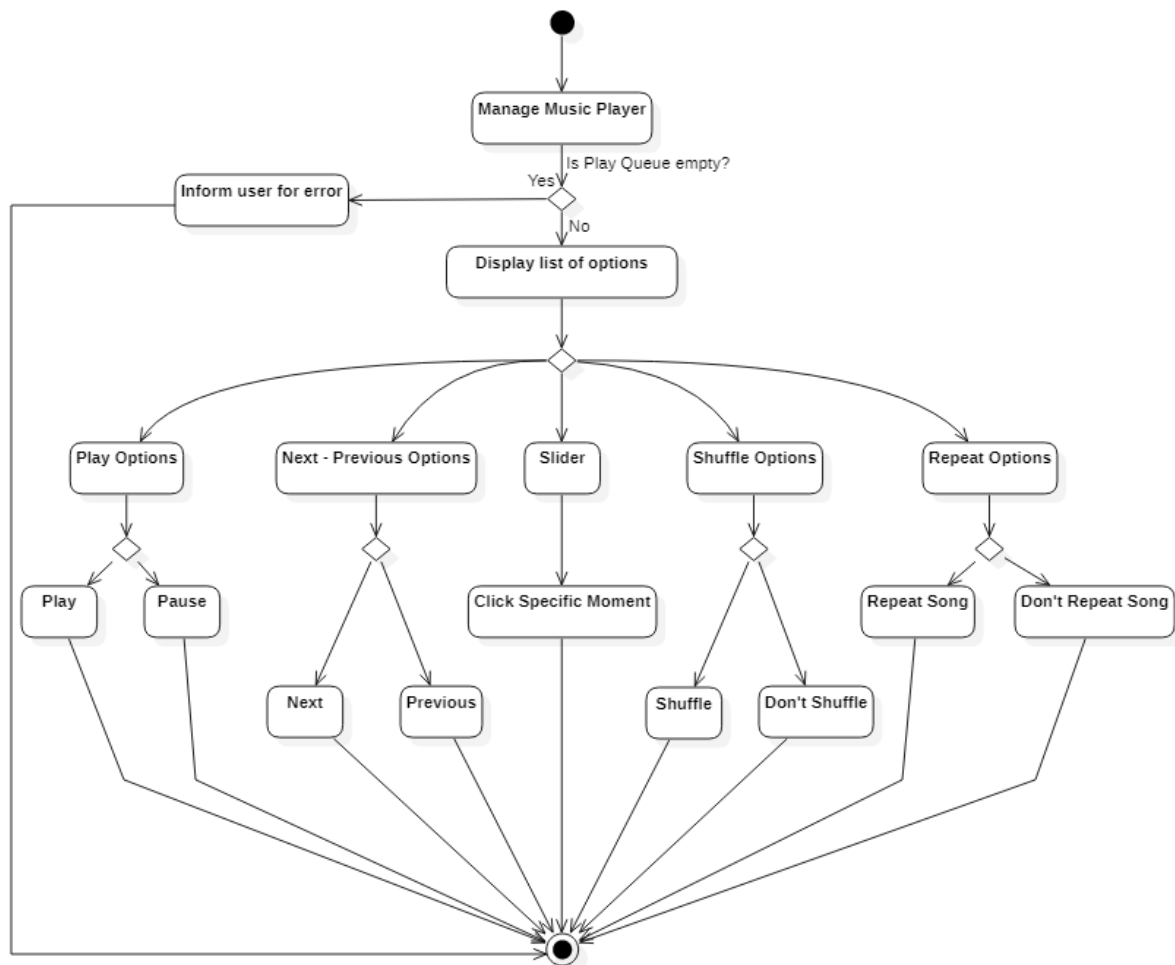 Manage Music Player
Is Play Queue empty?
Yes
Inform user for error
No
Display list of options
Play Options
Next - Previous Options
Slider
Shuffle Options
Repeat Options
Play
Pause
Click Specific Moment
Repeat Song
Don't Repeat Song
Next
Previous
Shuffle
Don't Shuffle